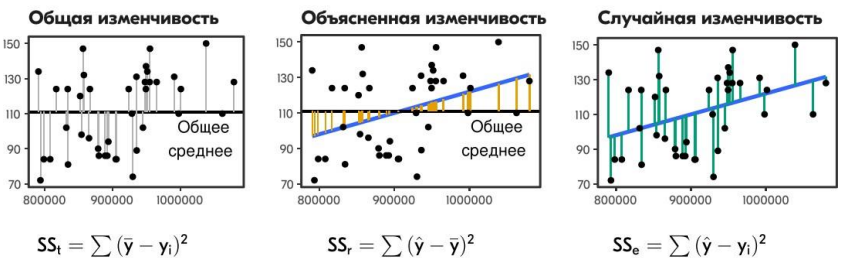 Общая изменчивость
150
130
110
90
70
Общее
среднее
800000 900000 1000000
SSₜ = ∑ (ȳ − yᵢ)²
Объясненная изменчивость
150
130
110
90
70
Общее
среднее
800000 900000 1000000
SSᵣ = ∑ (ŷ − ȳ)²
Случайная изменчивость
150
130
110
90
70
800000 900000 1000000
SSₑ = ∑ (ŷ − yᵢ)²